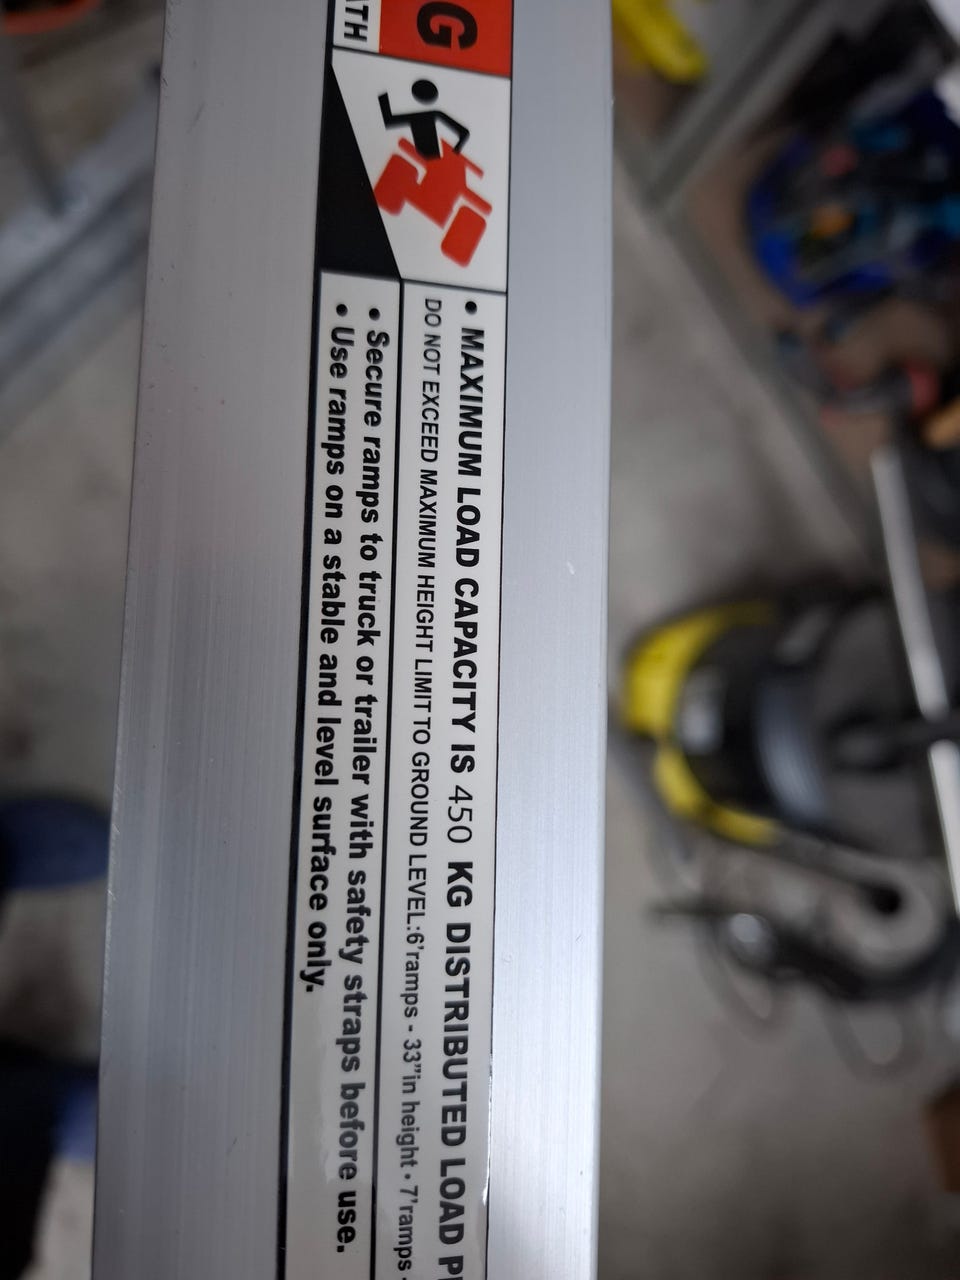 G
ATH
• MAXIMUM LOAD CAPACITY IS 450 KG DISTRIBUTED LOAD
DO NOT EXCEED MAXIMUM HEIGHT LIMIT TO GROUND LEVEL:6'ramps - 33"in height • 7'ramps -
• Secure ramps to truck or trailer with safety straps before use.
• Use ramps on a stable and level surface only.